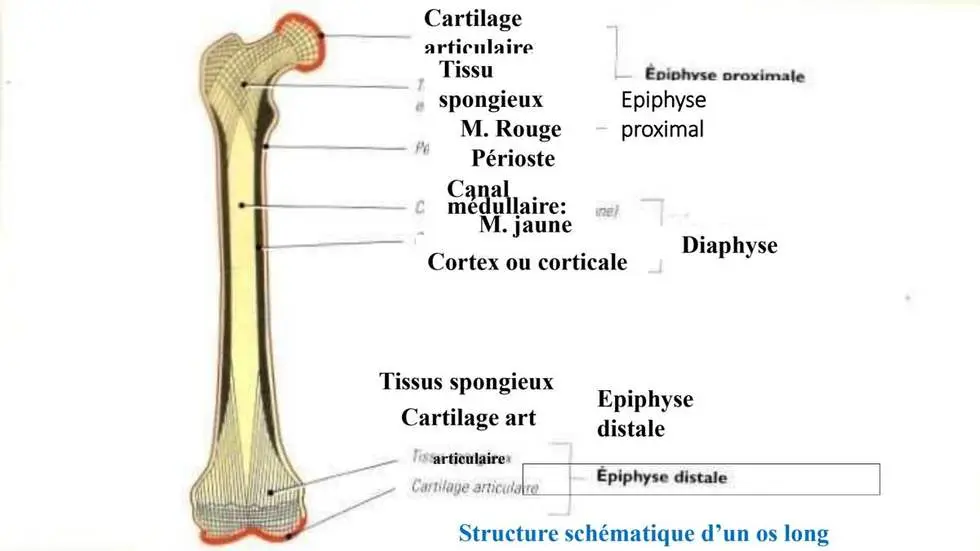 Cartilage
articulaire
Épiphyse proximale
Tissu
spongieux
Epiphyse
proximal
M. Rouge
Périoste
Canal
médullaire:
M. jaune
Diaphyse
Cortex ou corticale
Tissus spongieux
Cartilage art
Epiphyse
distale
articulaire
Cartilage articulaire
Épiphyse distale
Structure schématique d’un os long